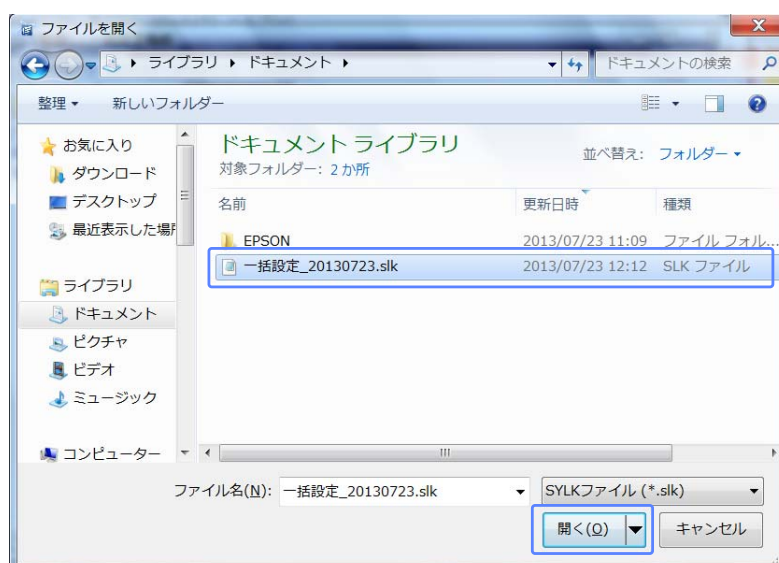 ファイルを開く
ライブラリ ドキュメント ドキュメントの検索
整理 新しいフォルダー
お気に入り
ダウンロード
デスクトップ
最近表示した場所
ライブラリ
ドキュメント
ピクチャ
ビデオ
ミュージック
コンピューター
ドキュメント ライブラリ
対象フォルダー: 2 か所
並べ替え: フォルダー
名前 更新日時 種類
EPSON 2013/07/23 11:09 ファイル フォル...
一括設定_20130723.slk 2013/07/23 12:12 SLK ファイル
ファイル名(N): 一括設定_20130723.slk SYLKファイル (*.slk)
開く(O) キャンセル